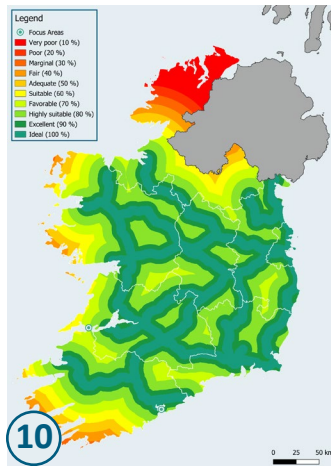 Legend
Focus Areas
Very poor (10 %)
Poor (20 %)
Marginal (30 %)
Fair (40 %)
Adequate (50 %)
Suitable (60 %)
Favorable (70 %)
Highly suitable (80 %)
Excellent (90 %)
Ideal (100 %)
10
0 25 50 km